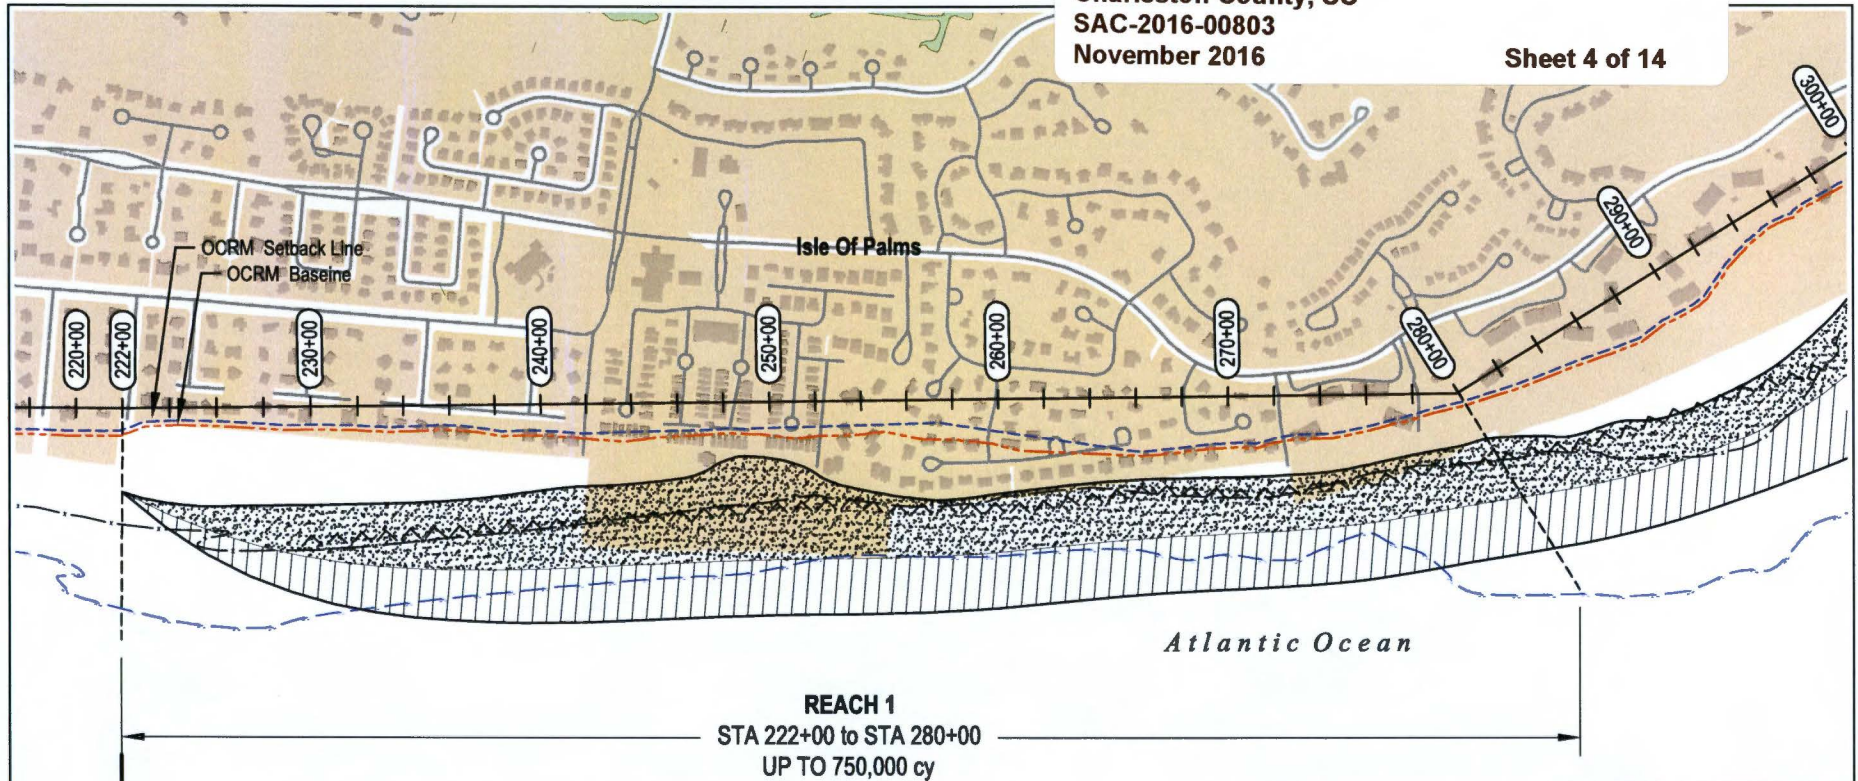 SAC-2016-00803
November 2016
Sheet 4 of 14
300+00
290+00
OCRM Setback Line
OCRM Baseine
Isle Of Palms
220+00
222+00
230+00
240+00
250+00
260+00
270+00
280+00
Atlantic Ocean
REACH 1
STA 222+00 to STA 280+00
UP TO 750,000 cy